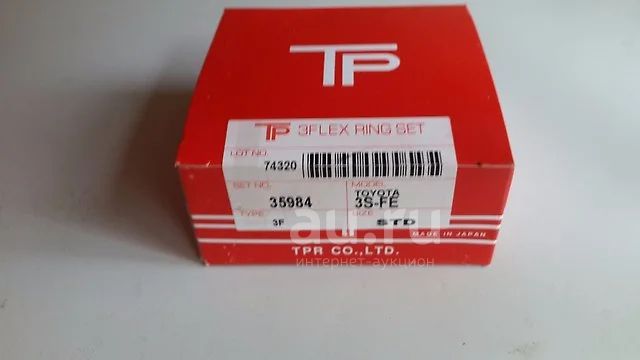 TP
TP 3FLEX RING SET
LOT NO.
74320
SET NO.
35984
MODEL
TOYOTA
3S-FE
TYPE
3F
SIZE
STD
MADE IN JAPAN
TPR CO.,LTD.
au.ru
интернет-аукцион